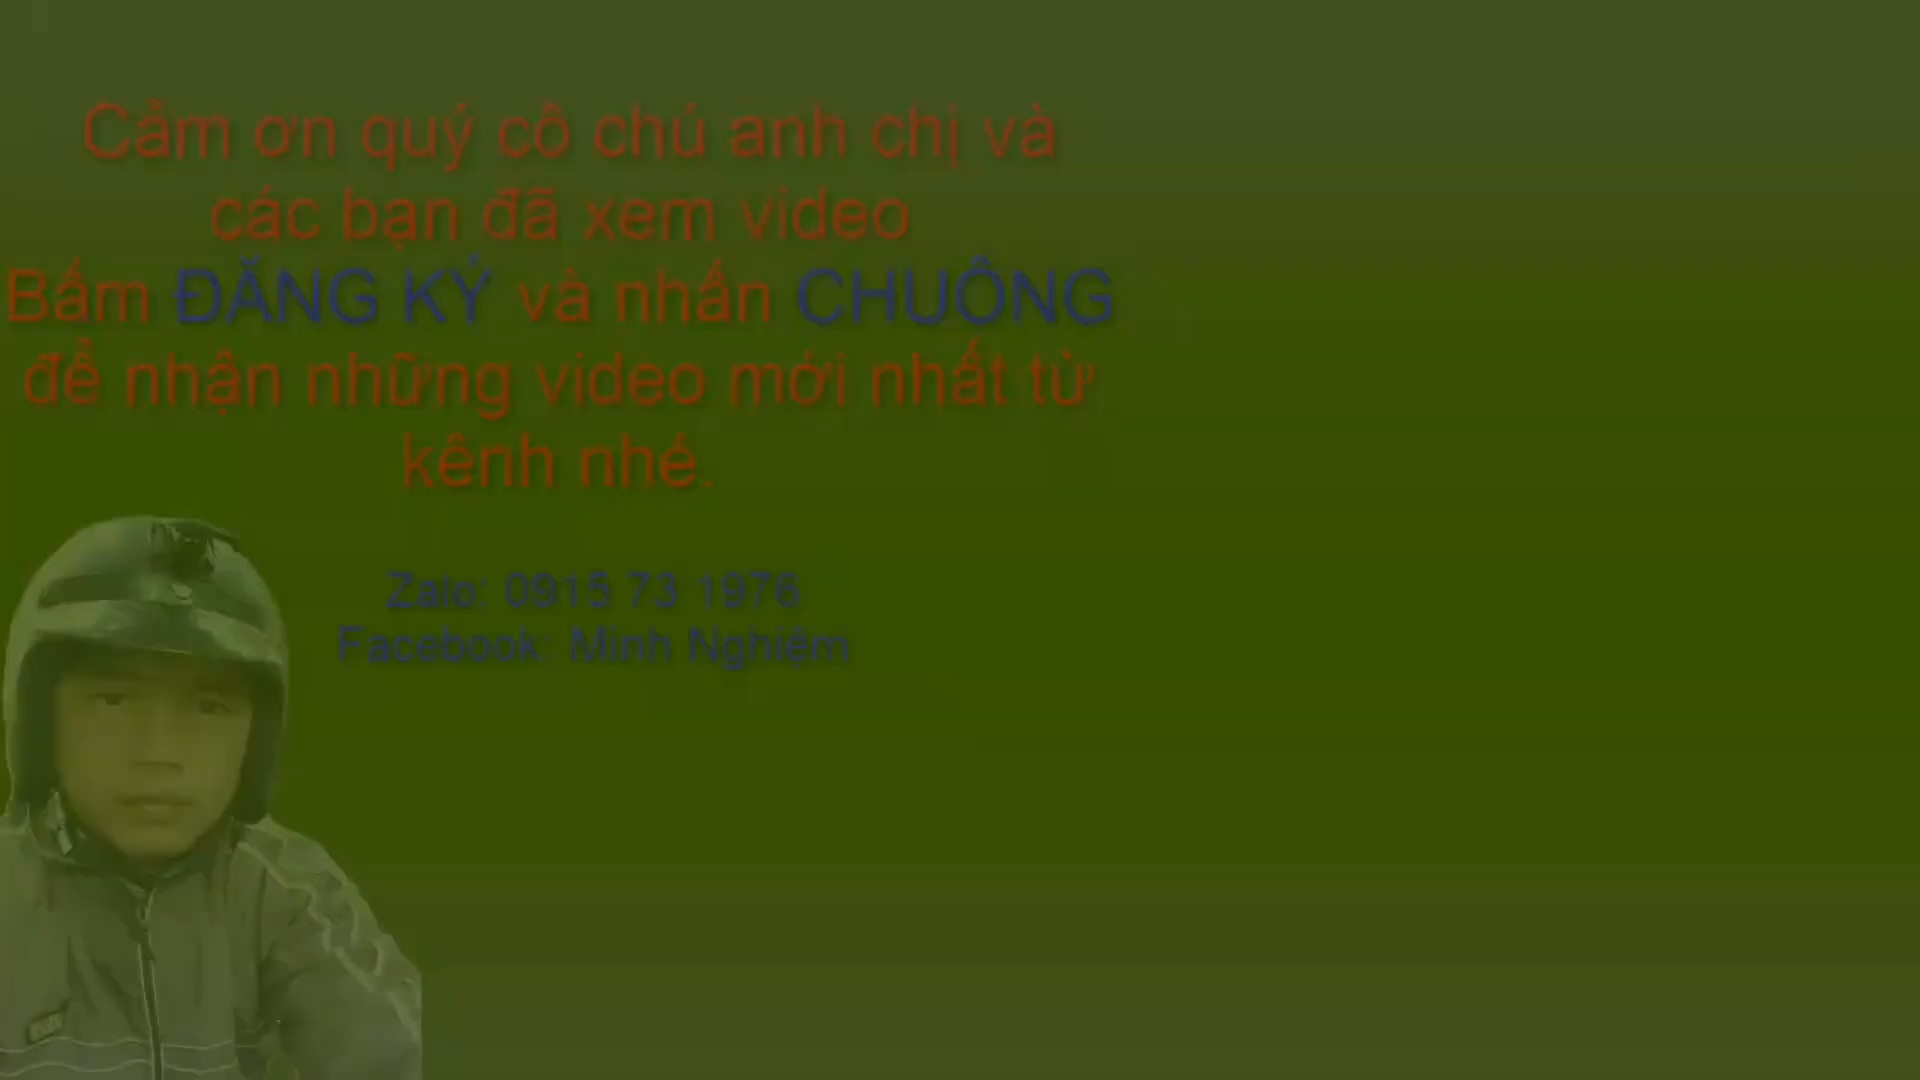 Cảm ơn quý cô chú anh chị và
các bạn đã xem video
Bấm ĐĂNG KÝ và nhấn CHUÔNG
để nhận những video mới nhất từ
kênh nhé.
Zalo: 0915 73 1976
Facebook: Minh Nghiêm